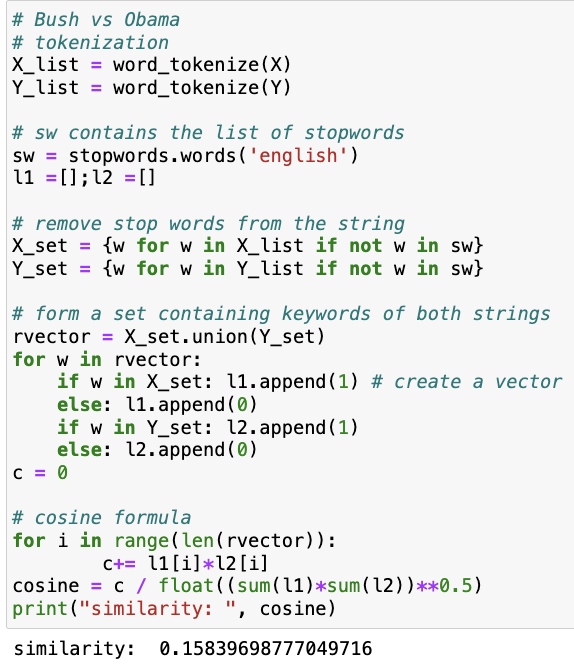 # Bush vs Obama
# tokenization
X_list = word_tokenize(X)
Y_list = word_tokenize(Y)

# sw contains the list of stopwords
sw = stopwords.words('english')
l1 =[];l2 =[]

# remove stop words from the string
X_set = {w for w in X_list if not w in sw}
Y_set = {w for w in Y_list if not w in sw}

# form a set containing keywords of both strings
rvector = X_set.union(Y_set)
for w in rvector:
    if w in X_set: l1.append(1) # create a vector
    else: l1.append(0)
    if w in Y_set: l2.append(1)
    else: l2.append(0)
c = 0

# cosine formula
for i in range(len(rvector)):
        c+= l1[i]*l2[i]
cosine = c / float((sum(l1)*sum(l2))**0.5)
print("similarity: ", cosine)
similarity:  0.15839698777049716